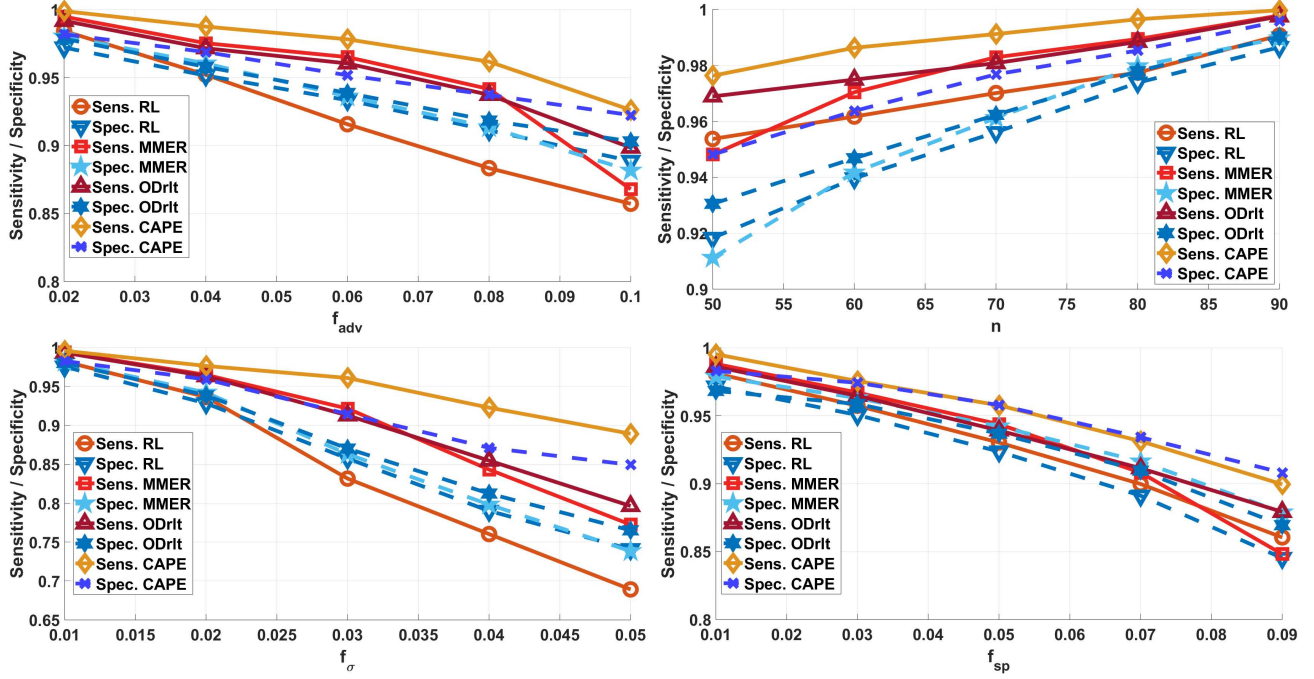 Sensitivity / Specificity
1
0.95
0.9
0.85
0.8
Sens. RL
Spec. RL
Sens. MMER
Spec. MMER
Sens. ODrlt
Spec. ODrlt
Sens. CAPE
Spec. CAPE
0.02 0.03 0.04 0.05 0.06 0.07 0.08 0.09 0.1
f_adv
Sensitivity / Specificity
1
0.98
0.96
0.94
0.92
0.9
Sens. RL
Spec. RL
Sens. MMER
Spec. MMER
Sens. ODrlt
Spec. ODrlt
Sens. CAPE
Spec. CAPE
50 55 60 65 70 75 80 85 90
n
Sensitivity / Specificity
1
0.95
0.9
0.85
0.8
0.75
0.7
0.65
Sens. RL
Spec. RL
Sens. MMER
Spec. MMER
Sens. ODrlt
Spec. ODrlt
Sens. CAPE
Spec. CAPE
0.01 0.015 0.02 0.025 0.03 0.035 0.04 0.045 0.05
f_σ
Sensitivity / Specificity
1
0.95
0.9
0.85
0.8
Sens. RL
Spec. RL
Sens. MMER
Spec. MMER
Sens. ODrlt
Spec. ODrlt
Sens. CAPE
Spec. CAPE
0.01 0.02 0.03 0.04 0.05 0.06 0.07 0.08 0.09
f_sp